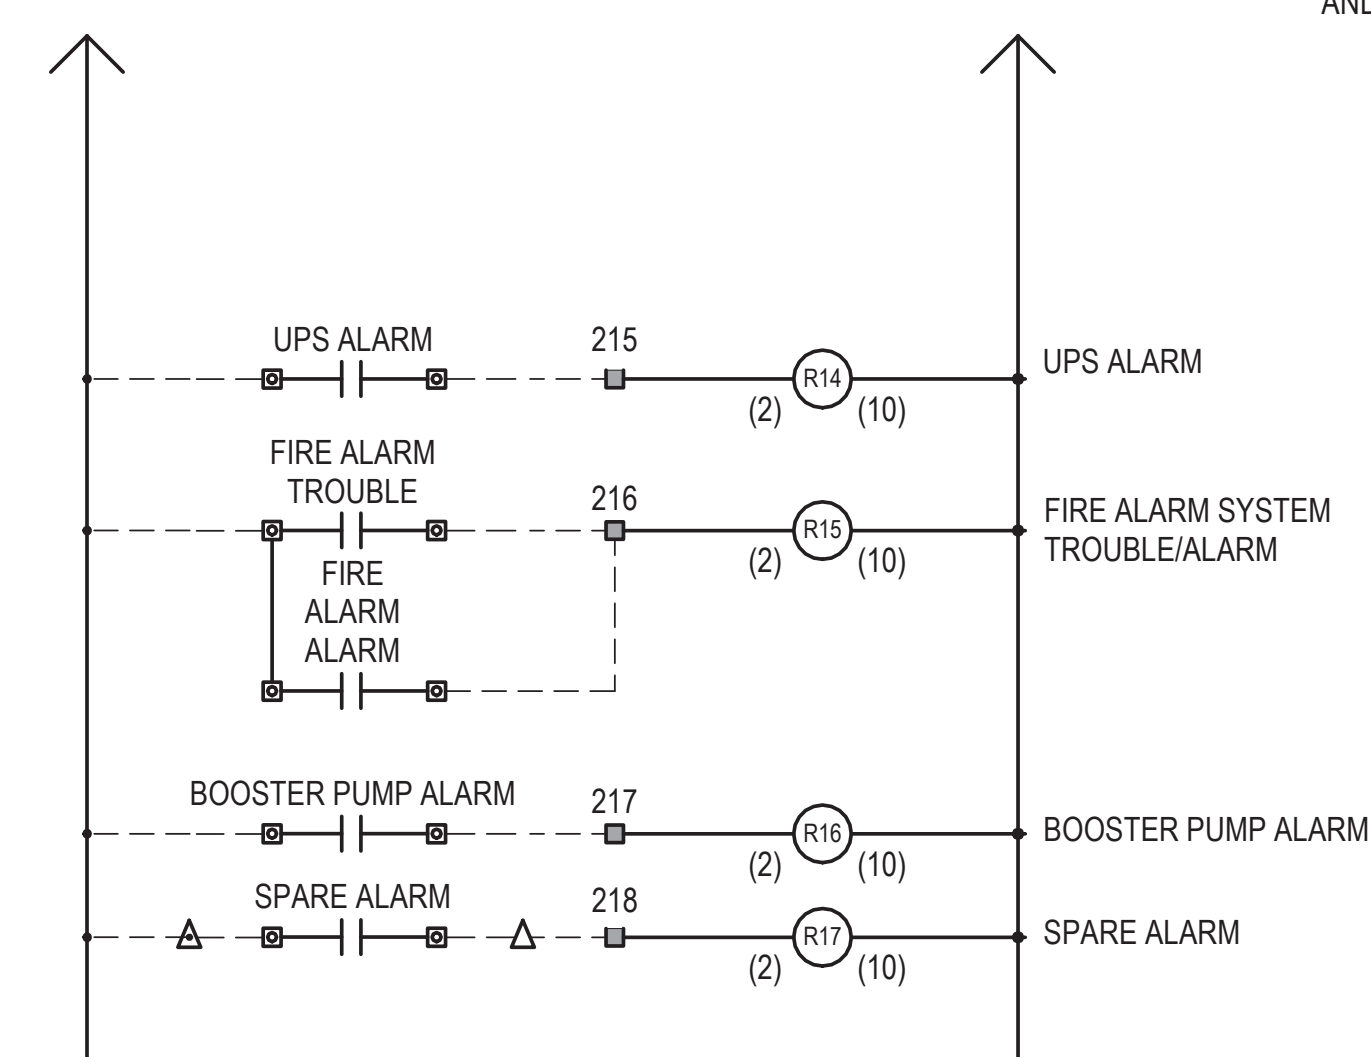 AND
UPS ALARM
215
UPS ALARM
R14
(2)
(10)
FIRE ALARM
TROUBLE
216
FIRE ALARM SYSTEM
TROUBLE/ALARM
R15
(2)
(10)
FIRE
ALARM
ALARM
BOOSTER PUMP ALARM
217
BOOSTER PUMP ALARM
R16
(2)
(10)
SPARE ALARM
218
SPARE ALARM
R17
(2)
(10)